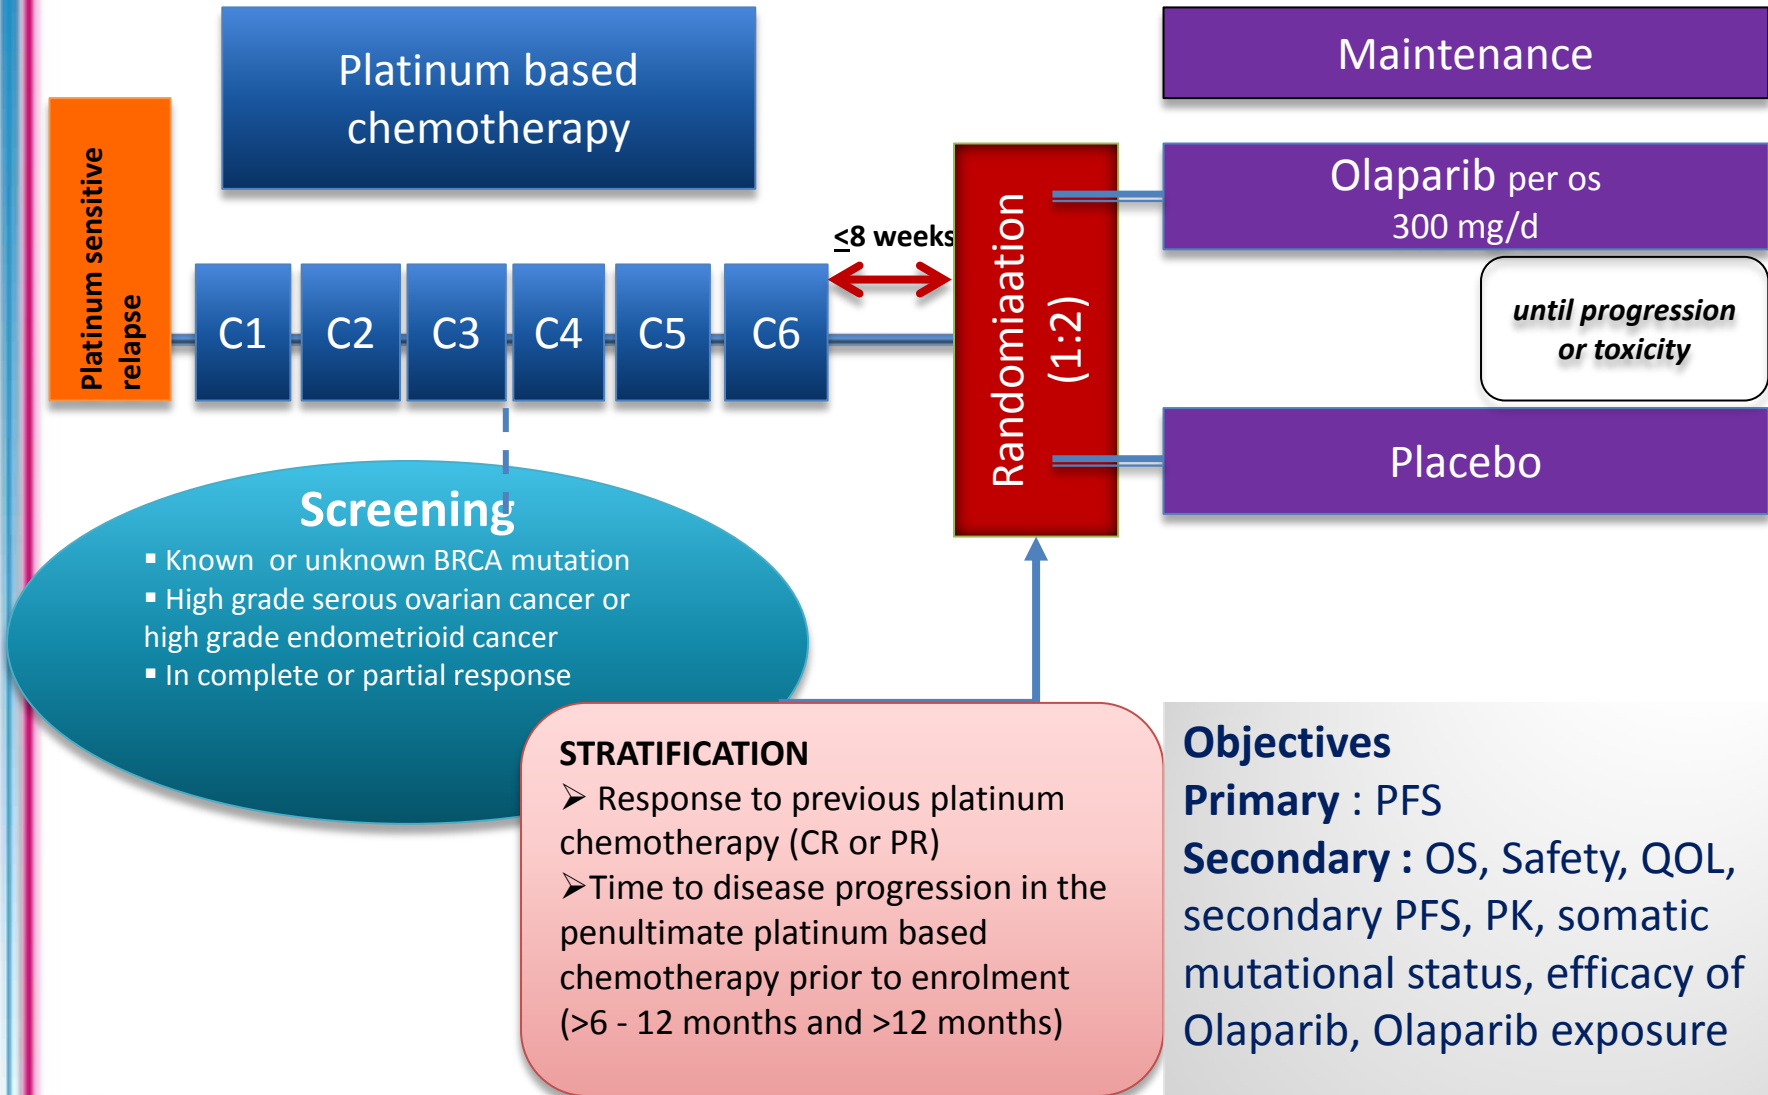 Platinum based
chemotherapy
Maintenance
Platinum sensitive
relapse
C1
C2
C3
C4
C5
C6
≤8 weeks
Randomiaation
(1:2)
Olaparib per os
300 mg/d
until progression
or toxicity
Placebo
Screening
▪ Known or unknown BRCA mutation
▪ High grade serous ovarian cancer or
high grade endometrioid cancer
▪ In complete or partial response
STRATIFICATION
➢ Response to previous platinum
chemotherapy (CR or PR)
➢Time to disease progression in the
penultimate platinum based
chemotherapy prior to enrolment
(>6 - 12 months and >12 months)
Objectives
Primary : PFS
Secondary : OS, Safety, QOL,
secondary PFS, PK, somatic
mutational status, efficacy of
Olaparib, Olaparib exposure